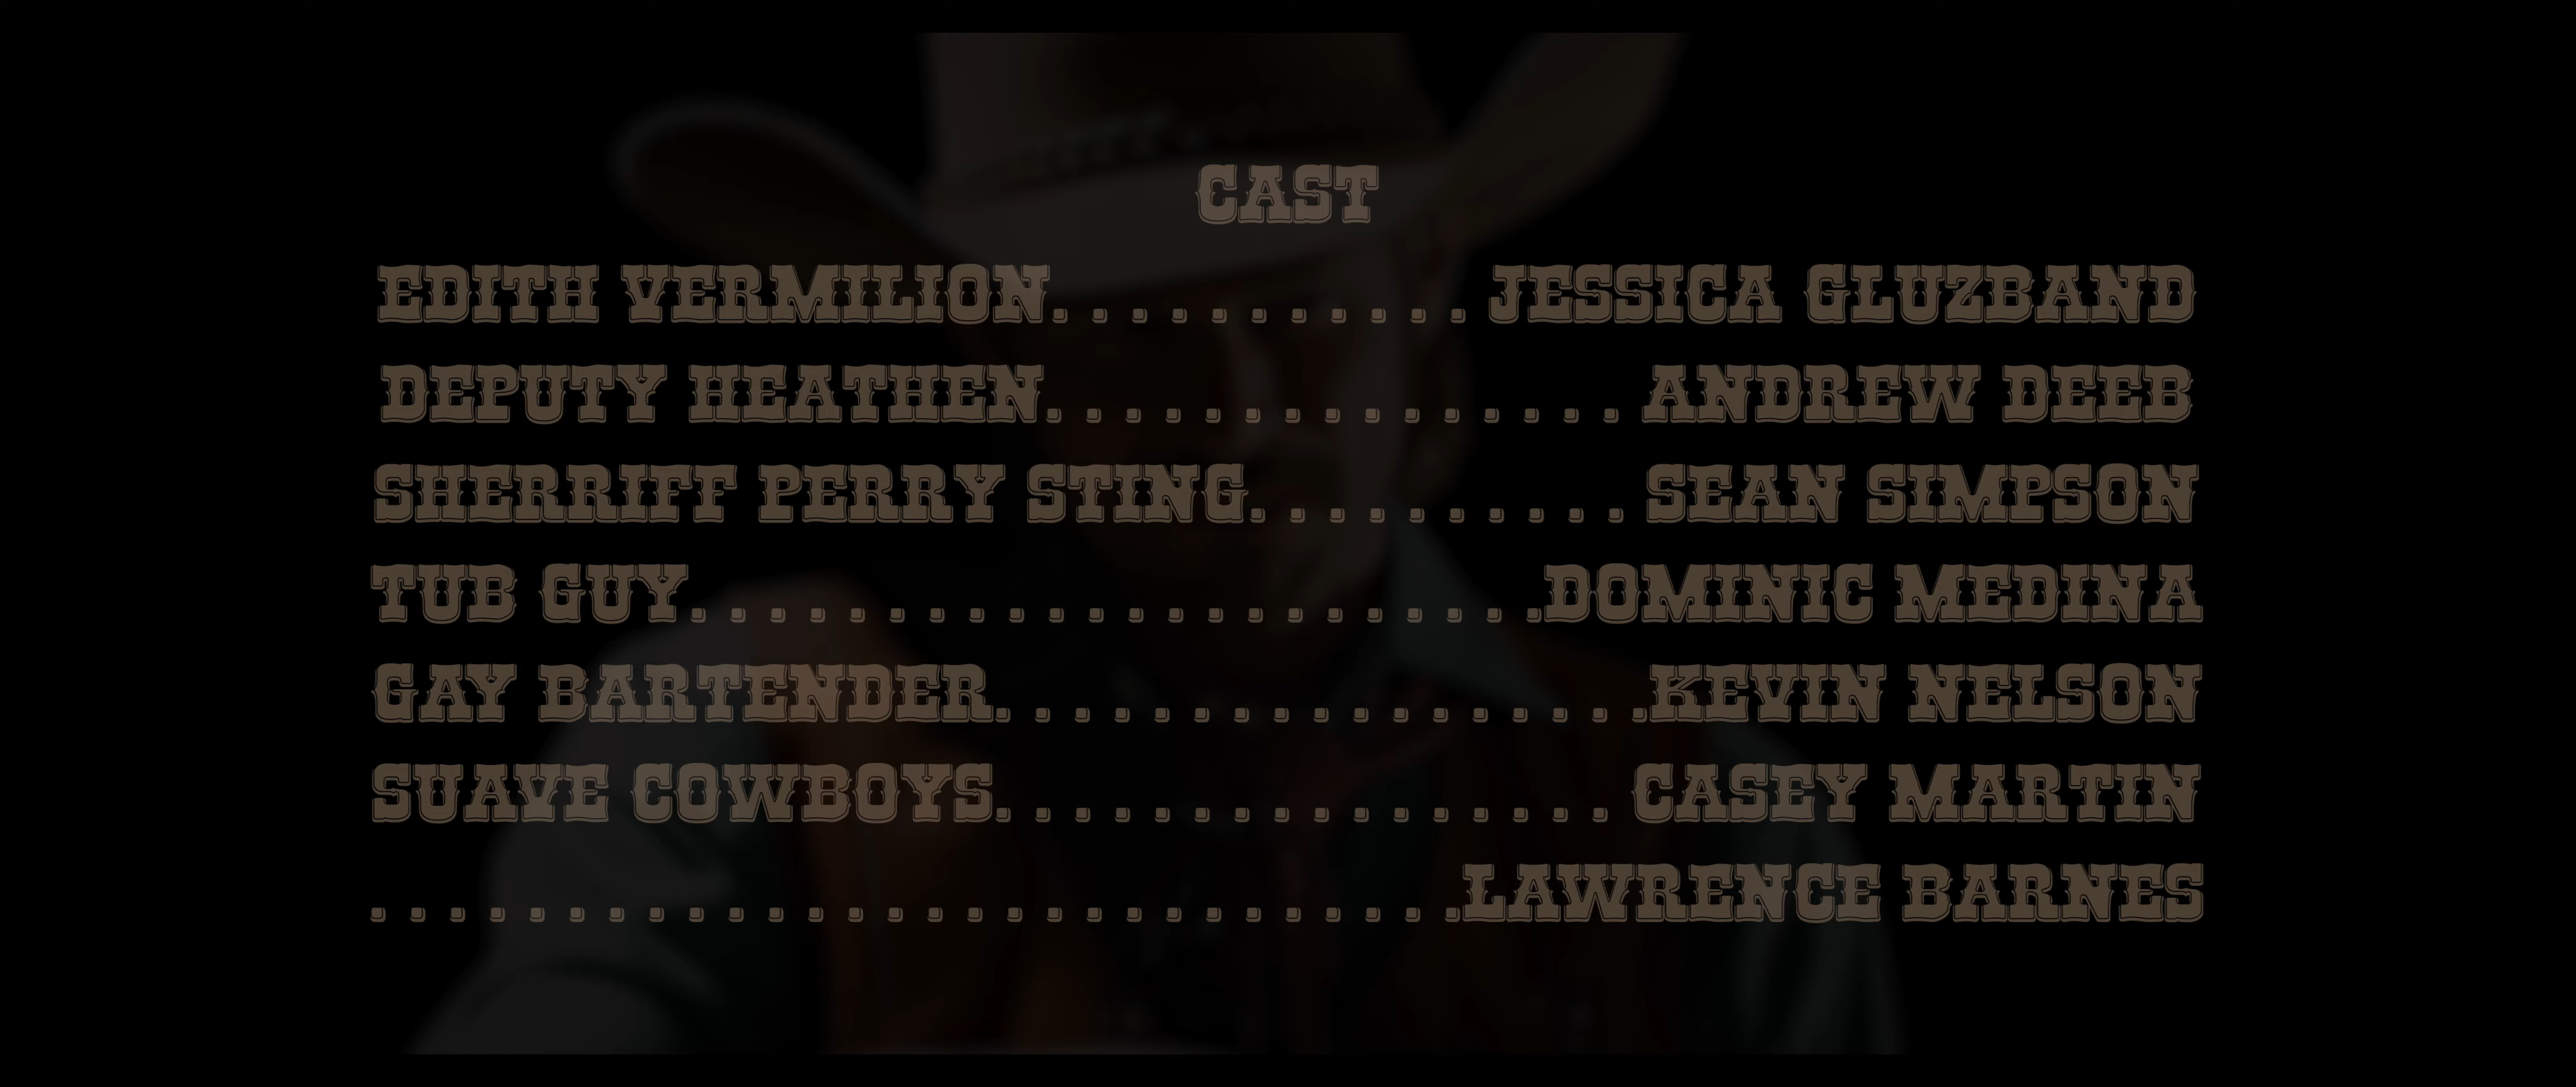 CAST
EDITH VERMILION. . . . . . . . . . . JESSICA GLUZBAND
DEPUTY HEATHEN. . . . . . . . . . . . . . . ANDREW DEEB
SHERRIFF PERRY STING. . . . . . . . . . SEAN SIMPSON
TUB GUY. . . . . . . . . . . . . . . . . . . . . .DOMINIC MEDINA
GAY BARTENDER. . . . . . . . . . . . . . . . .KEVIN NELSON
SUAVE COWBOYS. . . . . . . . . . . . . . . . CASEY MARTIN
. . . . . . . . . . . . . . . . . . . . . . . . . . . .LAWRENCE BARNES